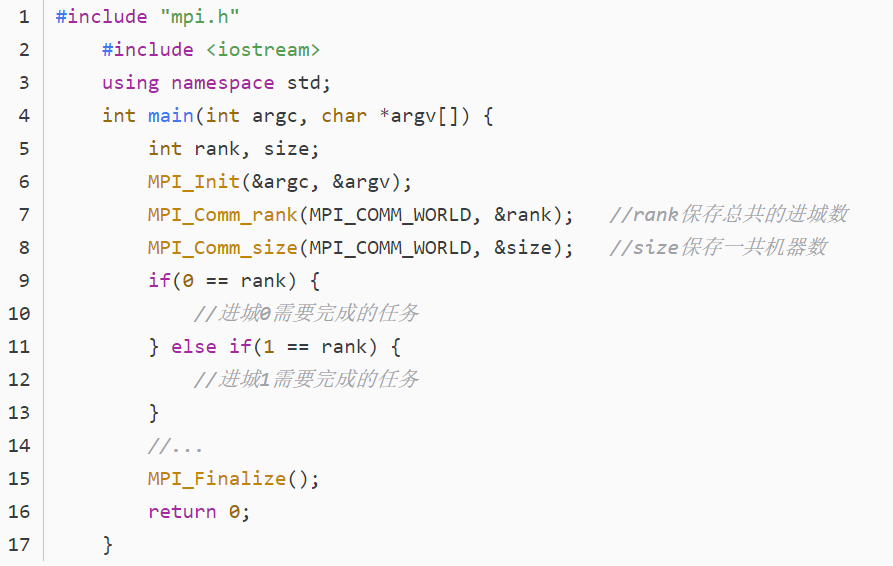 1 #include "mpi.h"
2     #include <iostream>
3     using namespace std;
4     int main(int argc, char *argv[]) {
5         int rank, size;
6         MPI_Init(&argc, &argv);
7         MPI_Comm_rank(MPI_COMM_WORLD, &rank);   //rank保存总共的进城数
8         MPI_Comm_size(MPI_COMM_WORLD, &size);   //size保存一共机器数
9         if(0 == rank) {
10             //进城0需要完成的任务
11         } else if(1 == rank) {
12             //进城1需要完成的任务
13         }
14         //...
15         MPI_Finalize();
16         return 0;
17     }